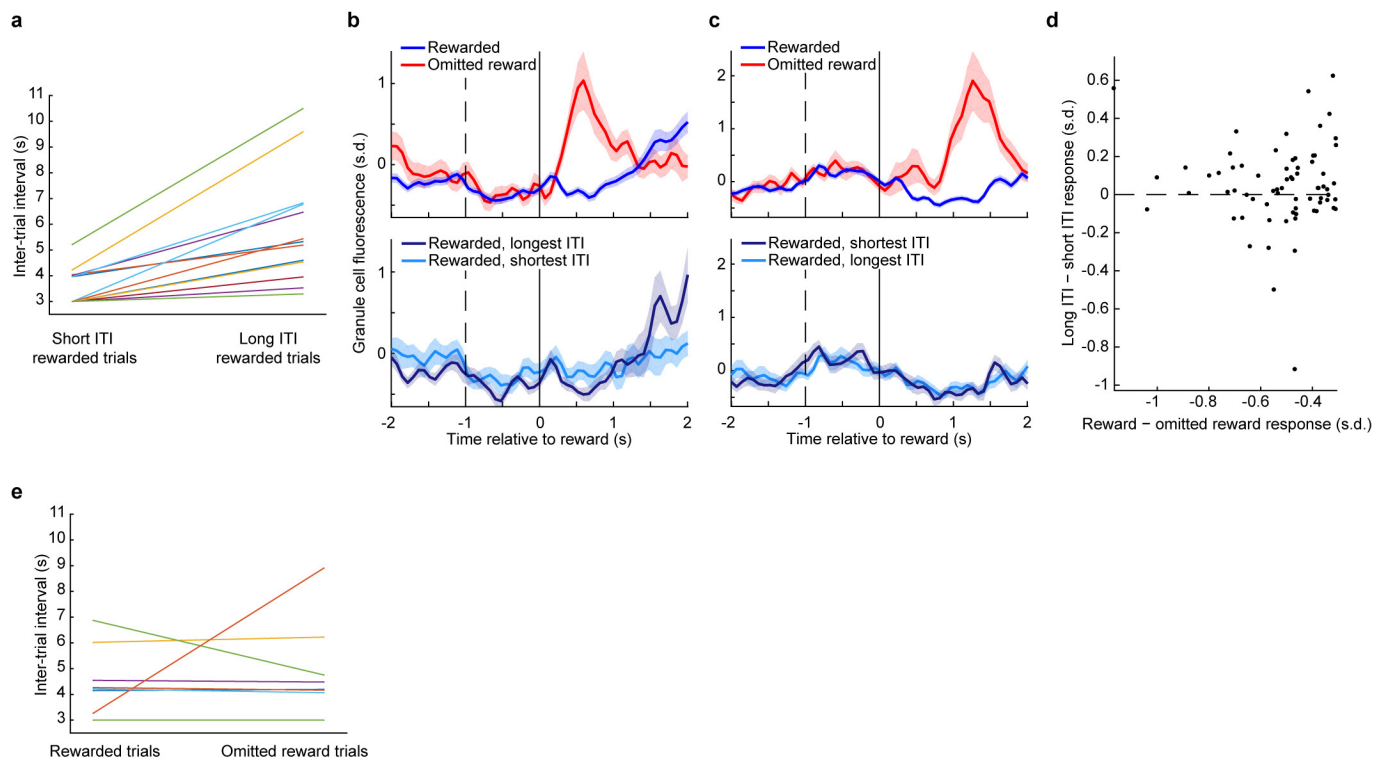 a
11
10
9
8
7
6
5
4
3
Inter-trial interval (s)
Short ITI
rewarded trials
Long ITI
rewarded trials
b
Rewarded
Omitted reward
1
0
Granule cell fluorescence (s.d.)
Rewarded, longest ITI
Rewarded, shortest ITI
1
0
-2 -1 0 1 2
Time relative to reward (s)
c
Rewarded
Omitted reward
2
1
0
Rewarded, shortest ITI
Rewarded, longest ITI
2
1
0
-2 -1 0 1 2
Time relative to reward (s)
d
0.6
0.4
0.2
0
-0.2
-0.4
-0.6
-0.8
-1
Long ITI − short ITI response (s.d.)
-1 -0.8 -0.6 -0.4
Reward − omitted reward response (s.d.)
e
11
10
9
8
7
6
5
4
3
Inter-trial interval (s)
Rewarded trials
Omitted reward trials